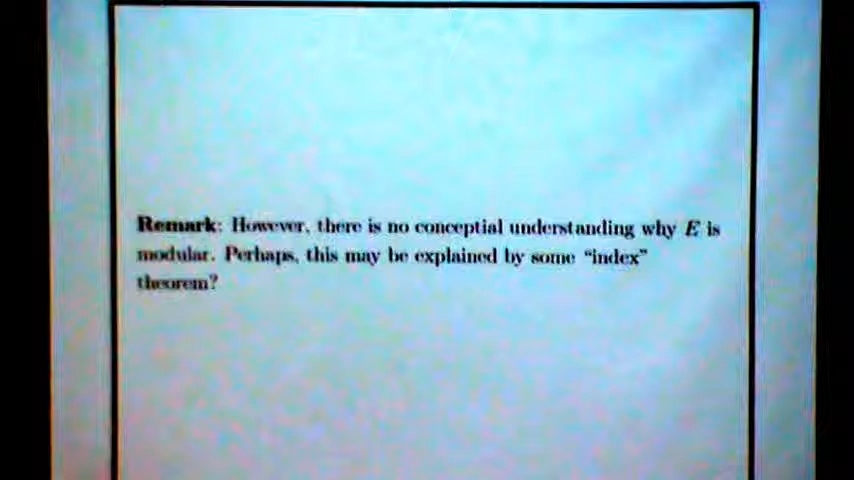 Remark: However, there is no conceptial understanding why E is
modular. Perhaps, this may be explained by some “index”
theorem?